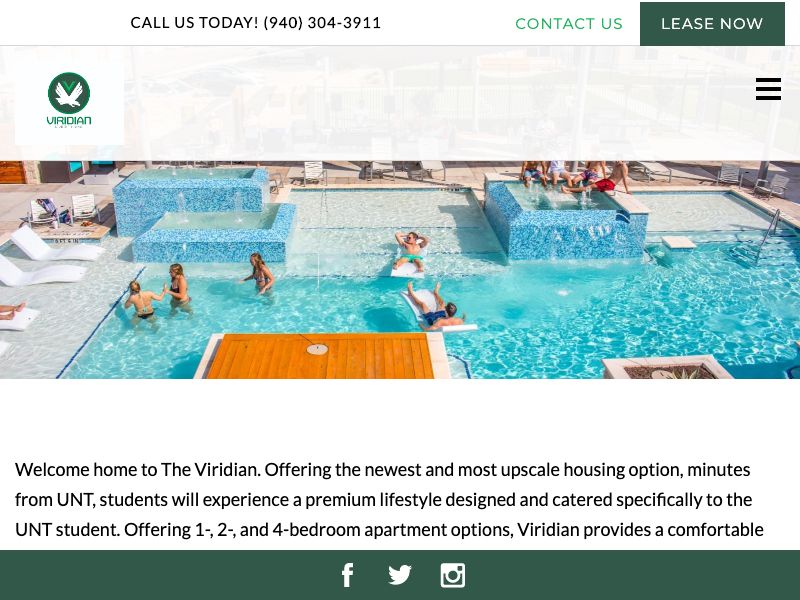 CALL US TODAY! (940) 304-3911
CONTACT US
LEASE NOW
VIRIDIAN
Welcome home to The Viridian. Offering the newest and most upscale housing option, minutes
from UNT, students will experience a premium lifestyle designed and catered specifically to the
UNT student. Offering 1-, 2-, and 4-bedroom apartment options, Viridian provides a comfortable